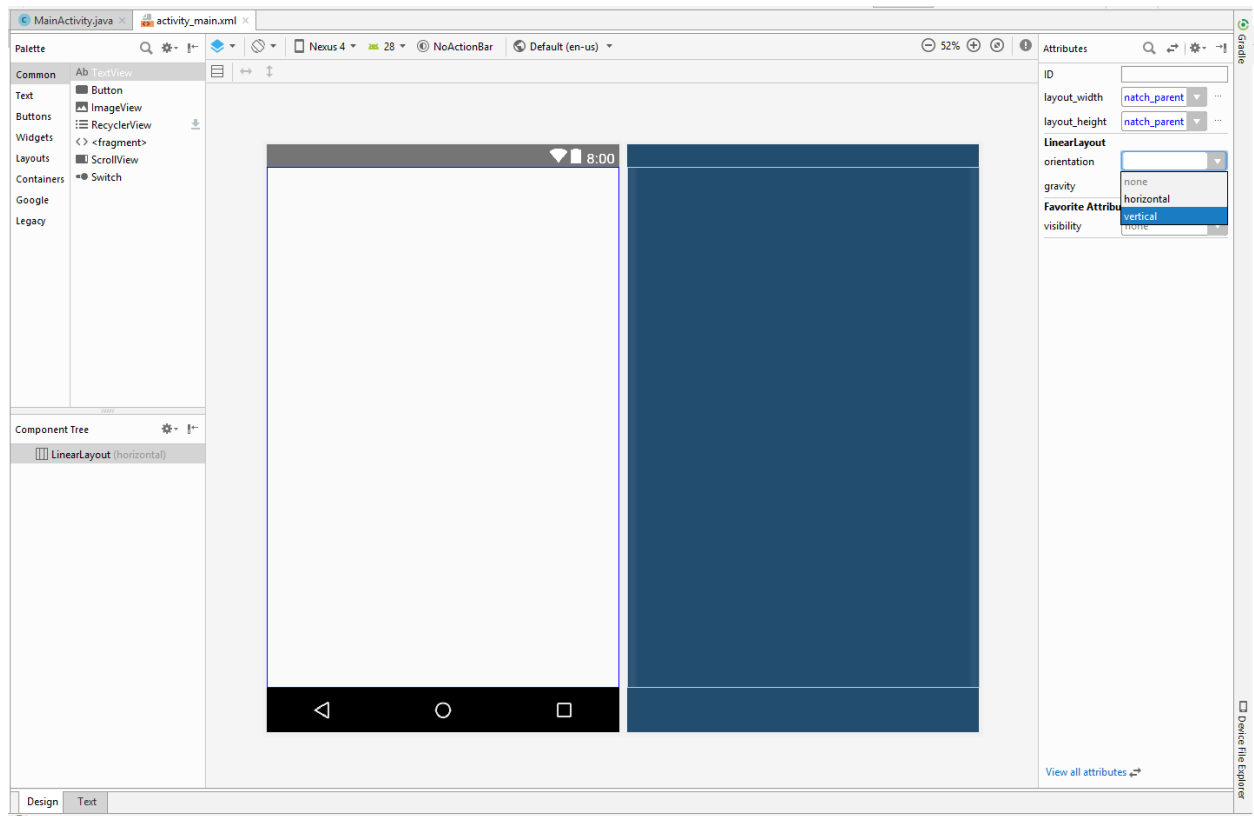 MainActivity.java
activity_main.xml
Palette
Nexus 4
28
NoActionBar
Default (en-us)
52%
Attributes
Common
Text
Buttons
Widgets
Layouts
Containers
Google
Legacy
Ab TextView
Button
ImageView
RecyclerView
<fragment>
ScrollView
Switch
8:00
ID
layout_width
natch_parent
layout_height
natch_parent
LinearLayout
orientation
none
horizontal
vertical
gravity
Favorite Attribu
visibility
none
Component Tree
LinearLayout (horizontal)
View all attributes
Design
Text
Gradle
Device File Explorer